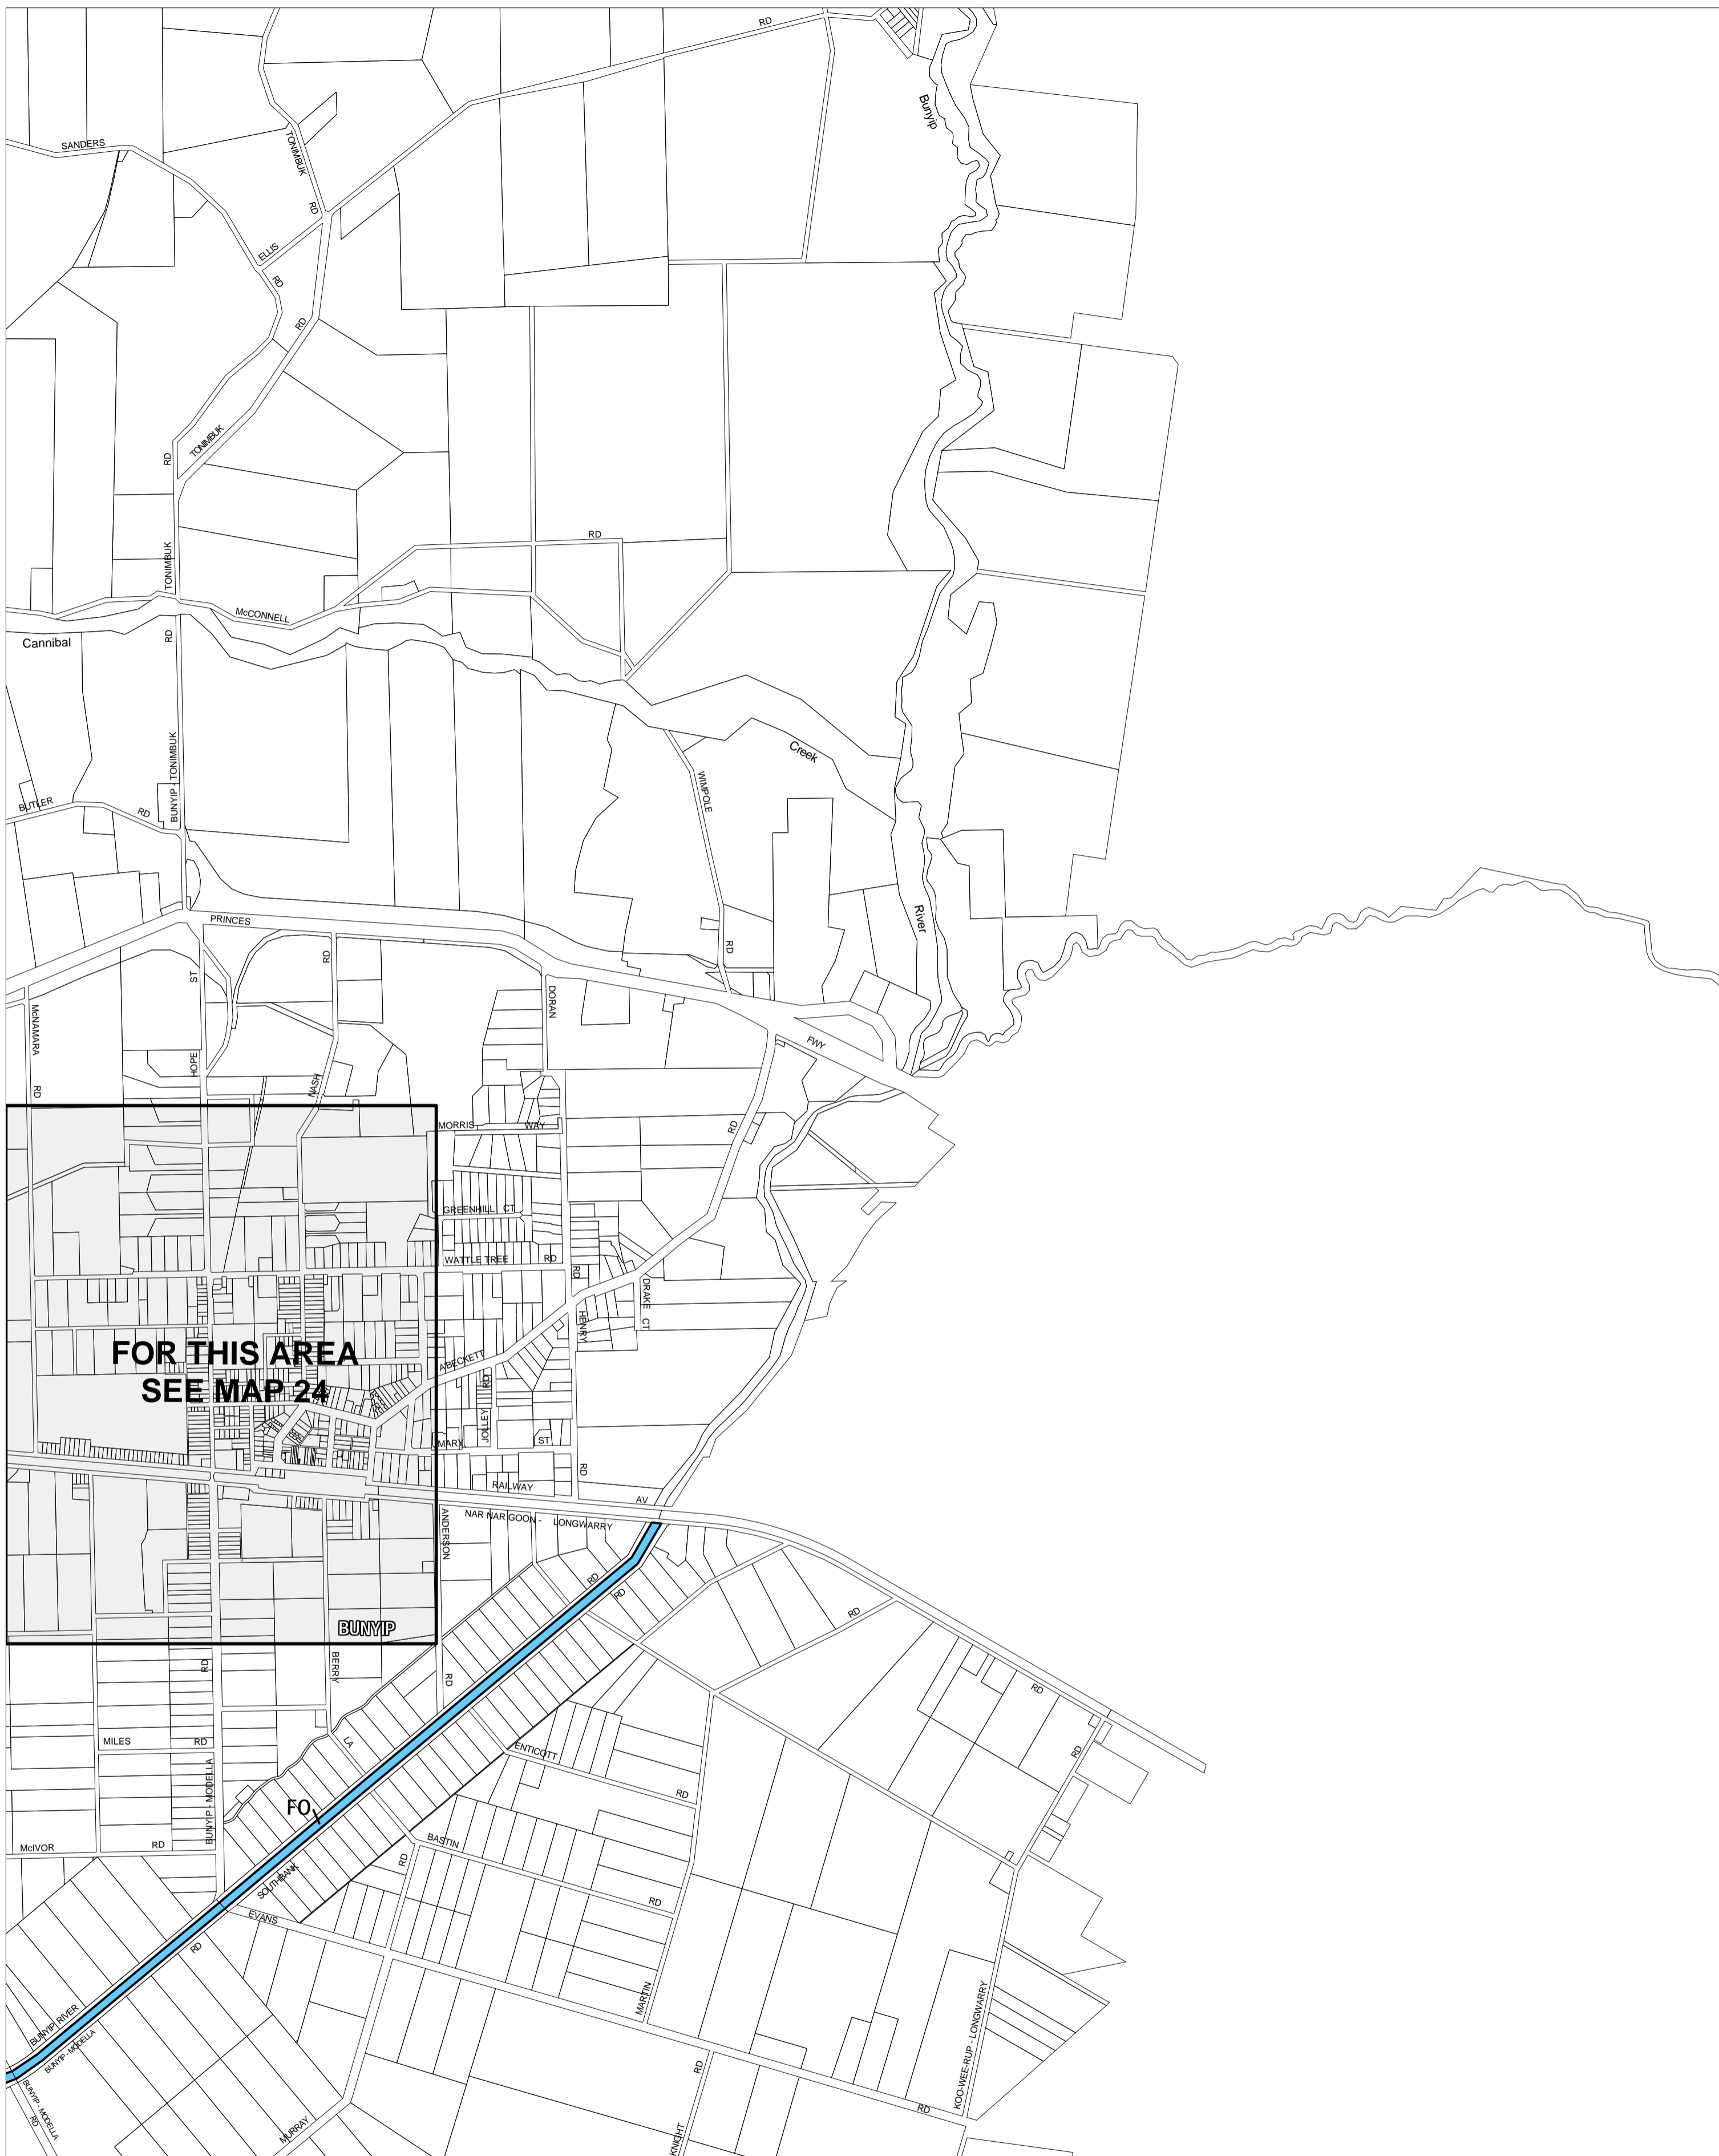 RD
Bunyip
SANDERS
TONIMBUK
RD
ELLIS
RD
RD
TONIMBUK
RD
RD
TONIMBUK
McCONNELL
RD
Cannibal
BUNYIP - TONIMBUK
Creek
WIMPOLE
BUTLER
RD
River
PRINCES
RD
RD
ST
DORAN
McNAMARA
FWY
HOPE
NASH
RD
MORRIS WAY
RD
GREENHILL CT
WATTLE TREE RD
RD
DRAKE CT
HENRY
FOR THIS AREA
SEE MAP 24
A'BECKETT
RD
JOLLEY
MARY ST
RD
RAILWAY
AV
NAR NAR GOON - LONGWARRY
ANDERSON
RD
RD
RD
BUNYIP
RD
BERRY
RD
RD
MILES RD
LA
ENTICOTT
RD
RD
BUNYIP - MODELLA
FO
McIVOR RD
BASTIN
RD
SOUTHBANK
RD
EVANS
RD
MARTIN
KOO-WEE-RUP - LONGWARRY
BUNYIP RIVER
BUNYIP - MODELLA
RD
BUNYIP - MODELLA
RD
RD
MURRAY
KNIGHT